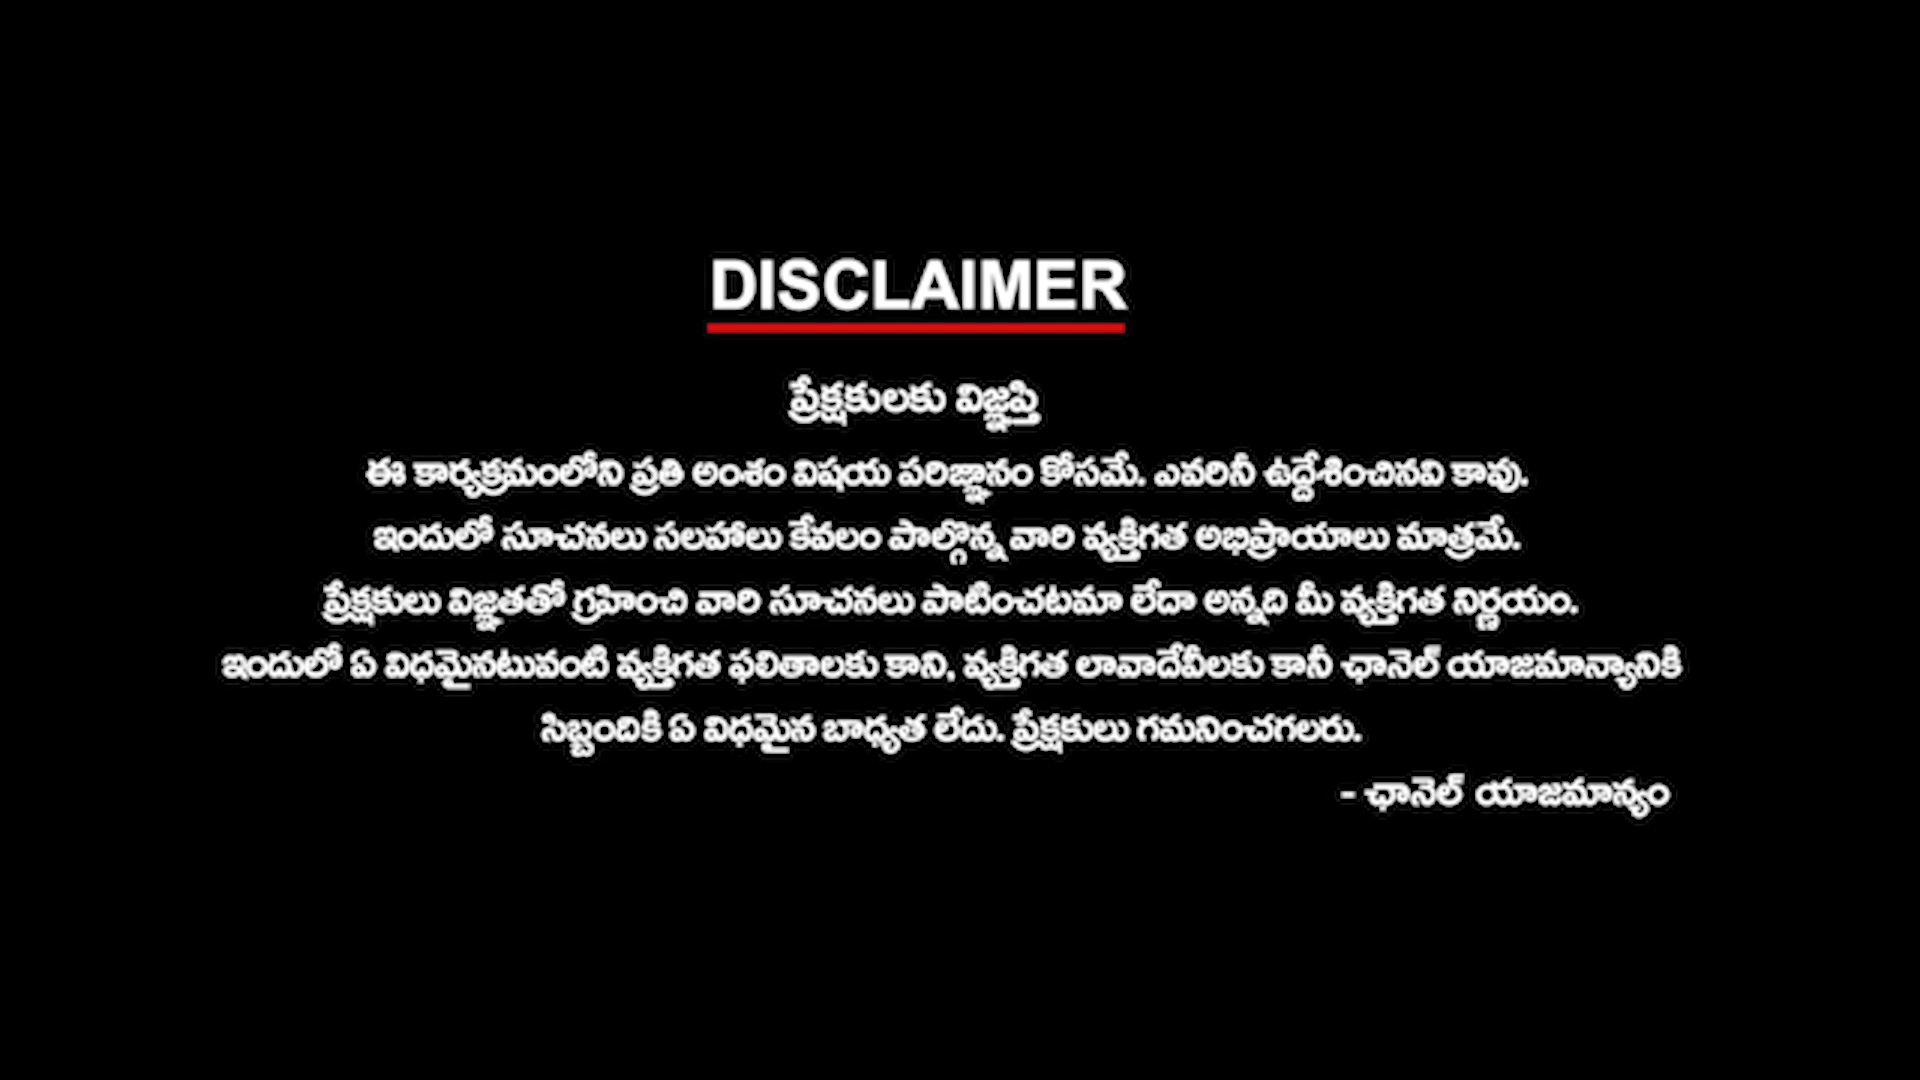 DISCLAIMER
ప్రేక్షకులకు విజ్ఞప్తి
ఈ కార్యక్రమంలోని ప్రతి అంశం విషయ పరిజ్ఞానం కోసమే. ఎవరినీ ఉద్దేశించినవి కావు.
ఇందులో సూచనలు సలహాలు కేవలం పాల్గొన్న వారి వ్యక్తిగత అభిప్రాయాలు మాత్రమే.
ప్రేక్షకులు విజ్ఞతతో గ్రహించి వారి సూచనలు పాటించటమా లేదా అన్నది మీ వ్యక్తిగత నిర్ణయం.
ఇందులో ఏ విధమైనటువంటి వ్యక్తిగత ఫలితాలకు కాని, వ్యక్తిగత లావాదేవీలకు కానీ ఛానెల్ యాజమాన్యానికి
సిబ్బందికి ఏ విధమైన బాధ్యత లేదు. ప్రేక్షకులు గమనించగలరు.
- ఛానెల్ యాజమాన్యం